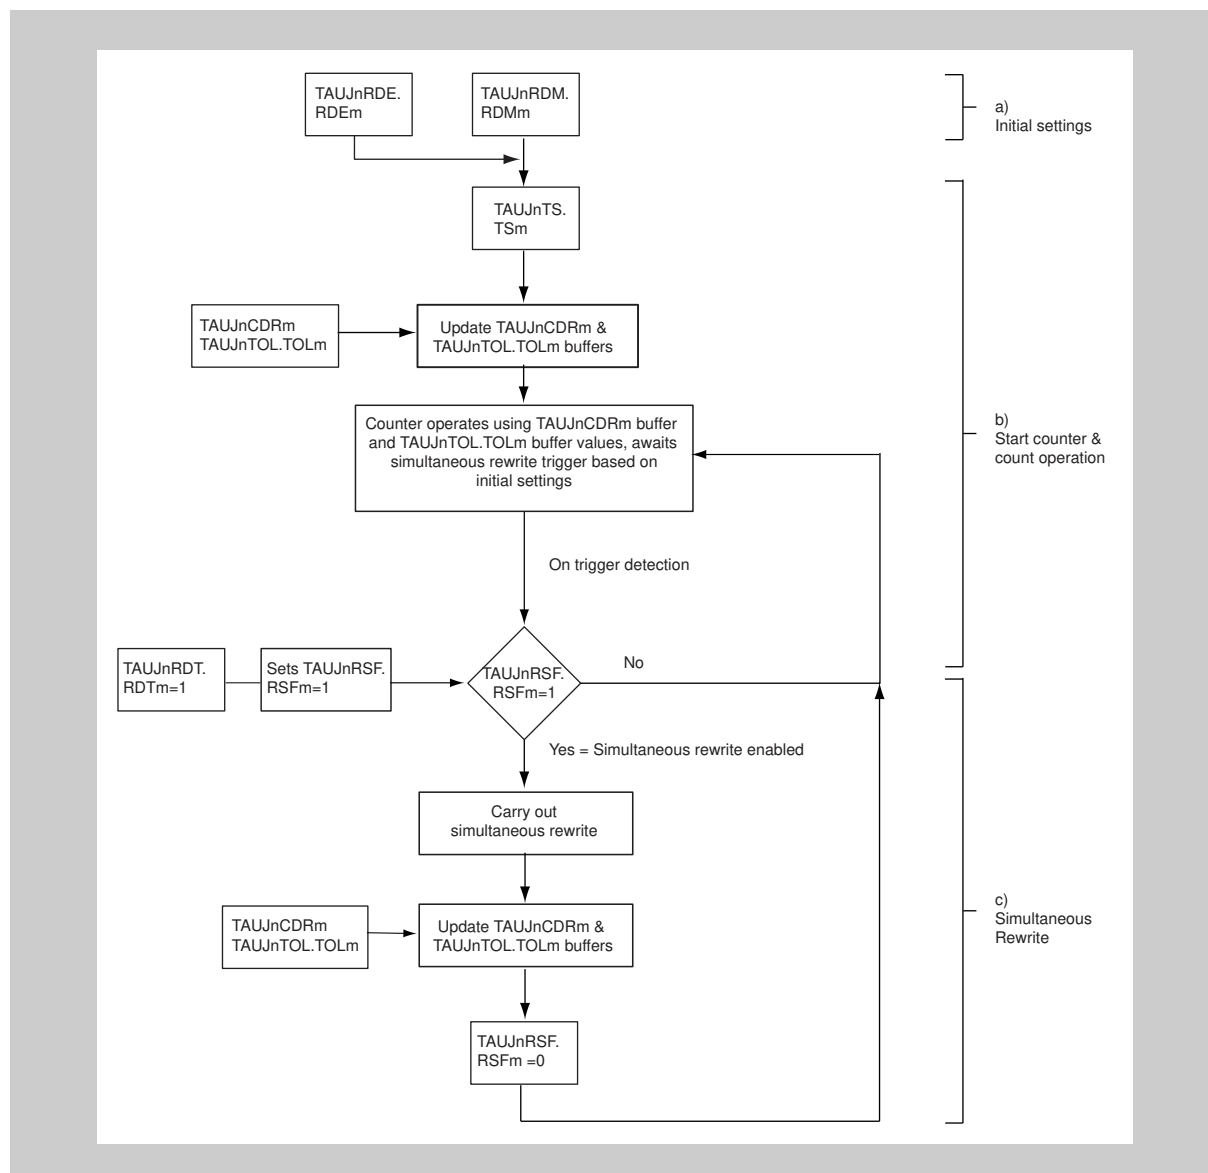 TAUJnRDE.
RDEm
TAUJnRDM.
RDMm
a)
Initial settings
TAUJnTS.
TSm
TAUJnCDRm
TAUJnTOL.TOLm
Update TAUJnCDRm &
TAUJnTOL.TOLm buffers
Counter operates using TAUJnCDRm buffer
and TAUJnTOL.TOLm buffer values, awaits
simultaneous rewrite trigger based on
initial settings
b)
Start counter &
count operation
On trigger detection
TAUJnRDT.
RDTm=1
Sets TAUJnRSF.
RSFm=1
TAUJnRSF.
RSFm=1
No
Yes = Simultaneous rewrite enabled
Carry out
simultaneous rewrite
TAUJnCDRm
TAUJnTOL.TOLm
Update TAUJnCDRm &
TAUJnTOL.TOLm buffers
c)
Simultaneous
Rewrite
TAUJnRSF.
RSFm =0